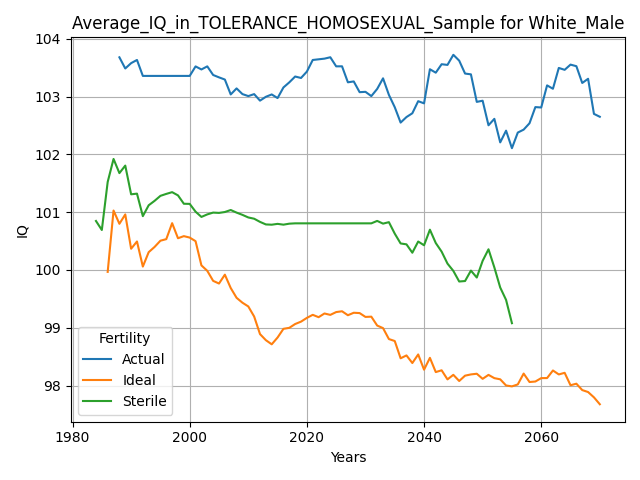 Average_IQ_in_TOLERANCE_HOMOSEXUAL_Sample for White_Male
104
103
102
101
100
99
98
IQ
Fertility
Actual
Ideal
Sterile
1980
2000
2020
2040
2060
Years